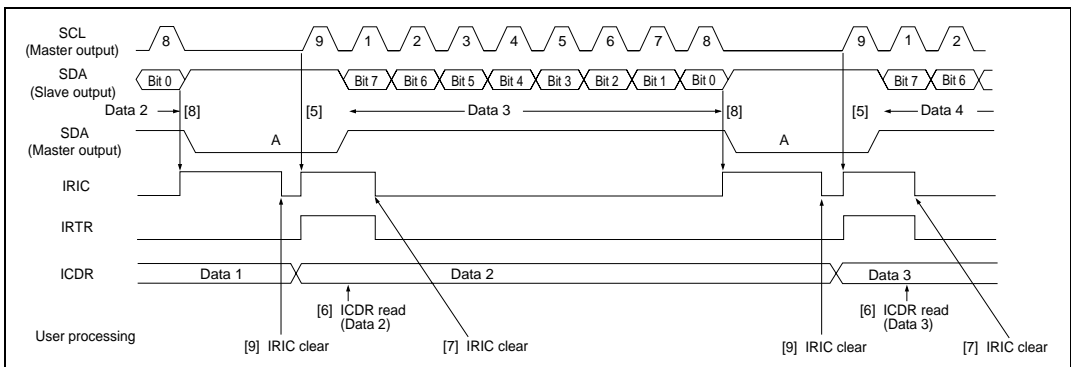 SCL
(Master output)
8 9 1 2 3 4 5 6 7 8 9 1 2
SDA
(Slave output)
Bit 0 Bit 7 Bit 6 Bit 5 Bit 4 Bit 3 Bit 2 Bit 1 Bit 0 Bit 7 Bit 6
Data 2 [8] [5] Data 3 [8] [5] Data 4
SDA
(Master output)
A A
IRIC
IRTR
ICDR
Data 1 Data 2 Data 3
[6] ICDR read
(Data 2)
[6] ICDR read
(Data 3)
User processing
[9] IRIC clear [7] IRIC clear [9] IRIC clear [7] IRIC clear